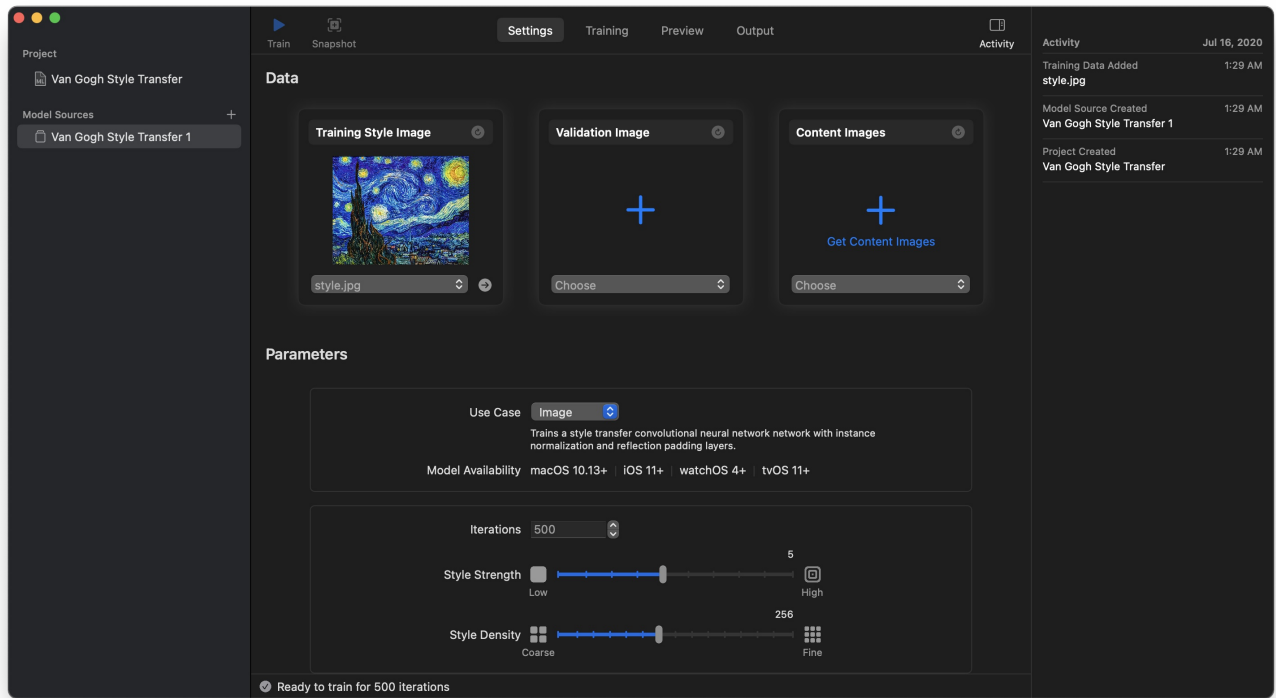 Project
Van Gogh Style Transfer
Model Sources
Van Gogh Style Transfer 1
Train
Snapshot
Settings
Training
Preview
Output
Activity
Data
Training Style Image
style.jpg
Validation Image
Choose
Content Images
Get Content Images
Choose
Parameters
Use Case Image
Trains a style transfer convolutional neural network network with instance
normalization and reflection padding layers.
Model Availability macOS 10.13+ iOS 11+ watchOS 4+ tvOS 11+
Iterations 500
5
Style Strength
Low High
256
Style Density
Coarse Fine
Ready to train for 500 iterations
Activity Jul 16, 2020
Training Data Added 1:29 AM
style.jpg
Model Source Created 1:29 AM
Van Gogh Style Transfer 1
Project Created 1:29 AM
Van Gogh Style Transfer